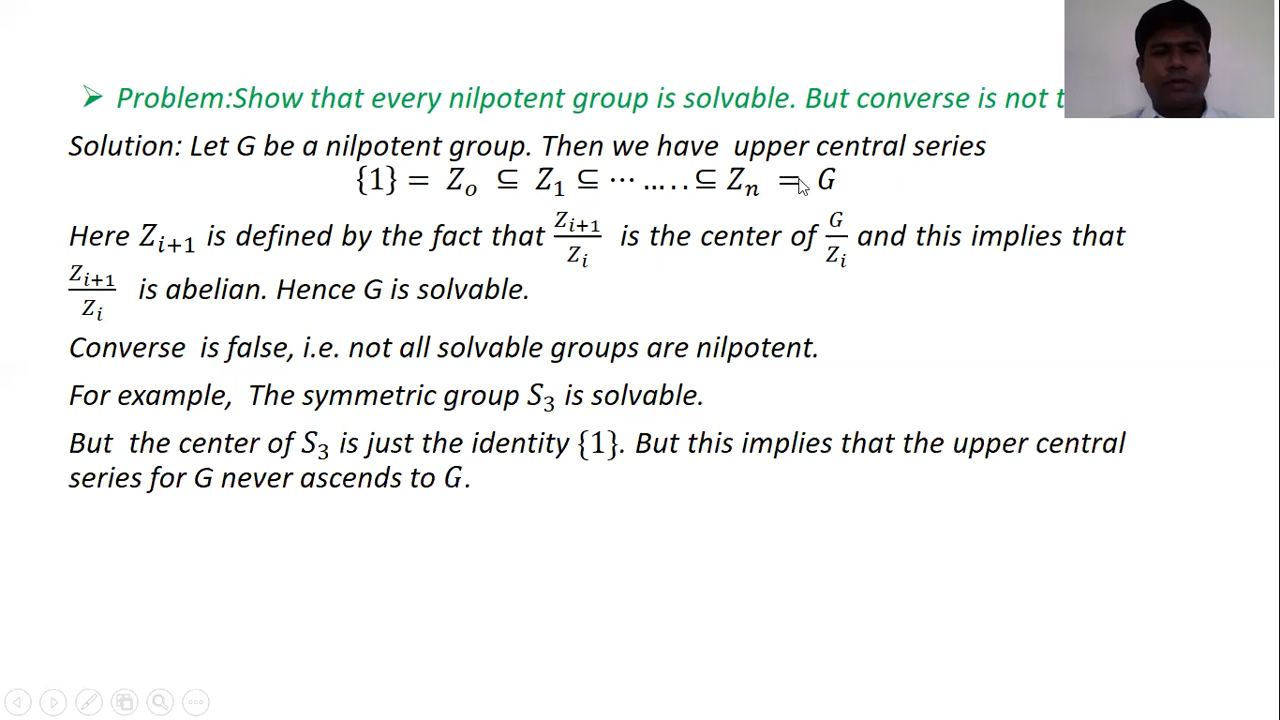 ➢ Problem:Show that every nilpotent group is solvable. But converse is not
Solution: Let G be a nilpotent group. Then we have upper central series
{1} = Z₀ ⊆ Z₁ ⊆ ⋯ ….. ⊆ Zₙ = G
Here Zᵢ₊₁ is defined by the fact that Zᵢ₊₁/Zᵢ is the center of G/Zᵢ and this implies that
Zᵢ₊₁/Zᵢ is abelian. Hence G is solvable.
Converse is false, i.e. not all solvable groups are nilpotent.
For example, The symmetric group S₃ is solvable.
But the center of S₃ is just the identity {1}. But this implies that the upper central
series for G never ascends to G.